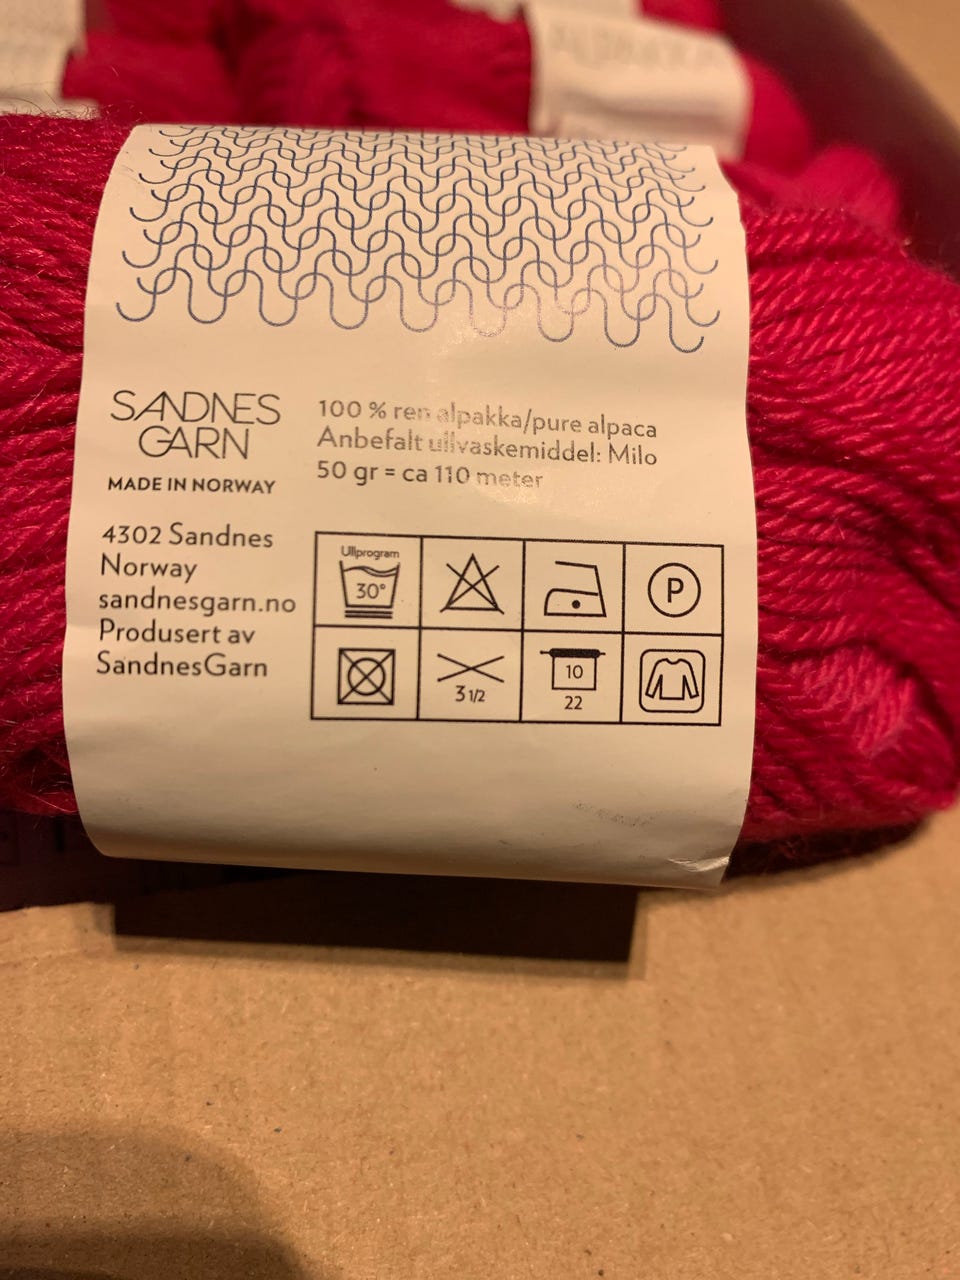 SANDNES
GARN
MADE IN NORWAY
4302 Sandnes
Norway
sandnesgarn.no
Produsert av
SandnesGarn
100 % ren alpakka/pure alpaca
Anbefalt ullvaskemiddel: Milo
50 gr = ca 110 meter
Ullprogram
30°
P
3 1/2
10
22